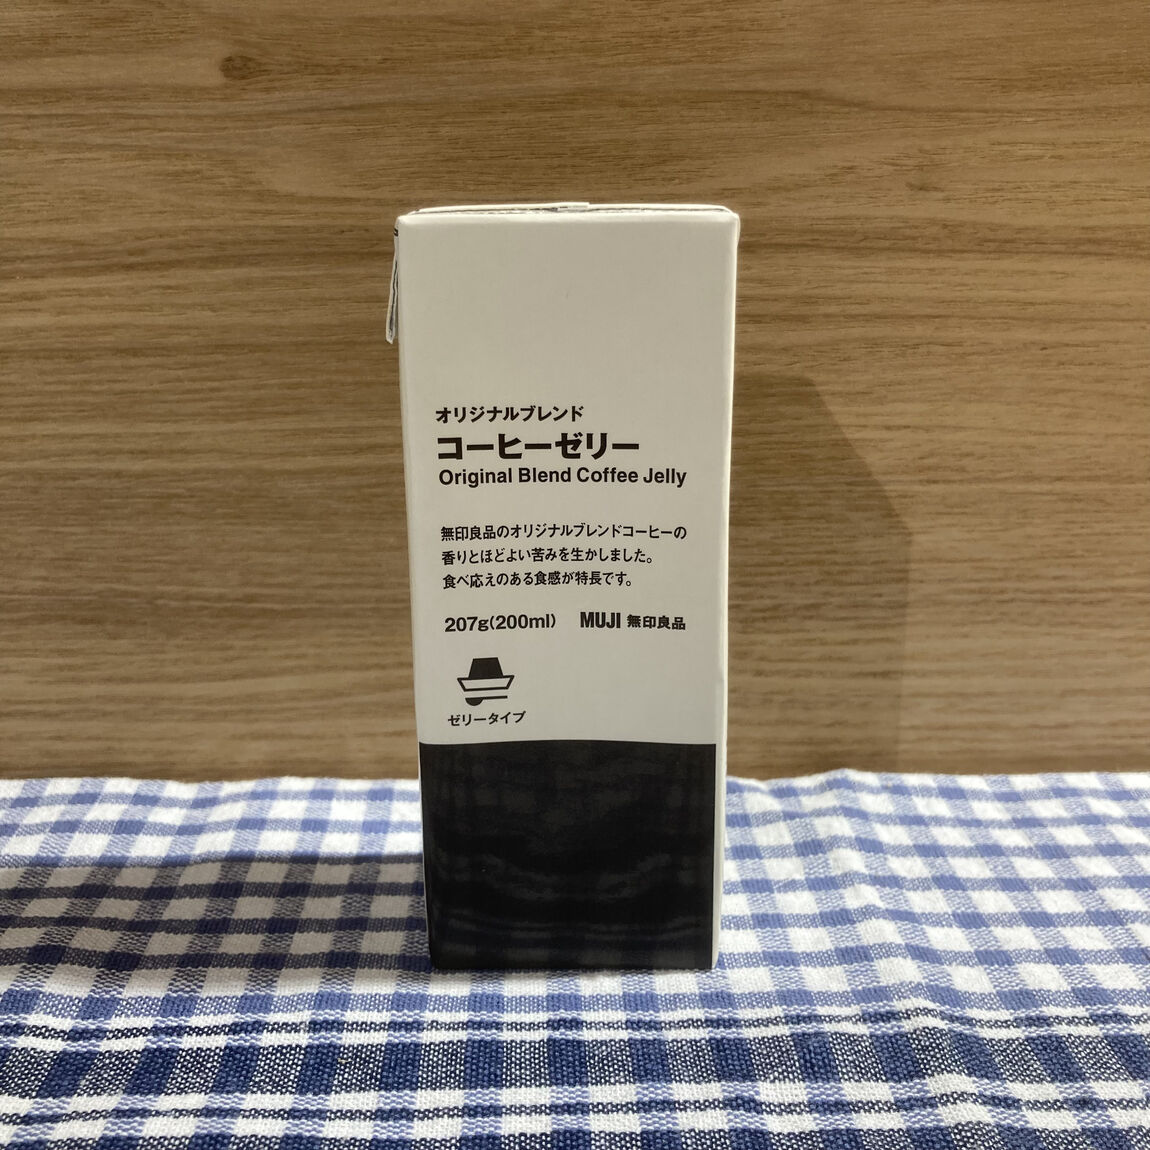 オリジナルブレンド
コーヒーゼリー
Original Blend Coffee Jelly
無印良品のオリジナルブレンドコーヒーの
香りとほどよい苦みを生かしました。
食べ応えのある食感が特長です。
207g(200ml) MUJI 無印良品
ゼリータイプ